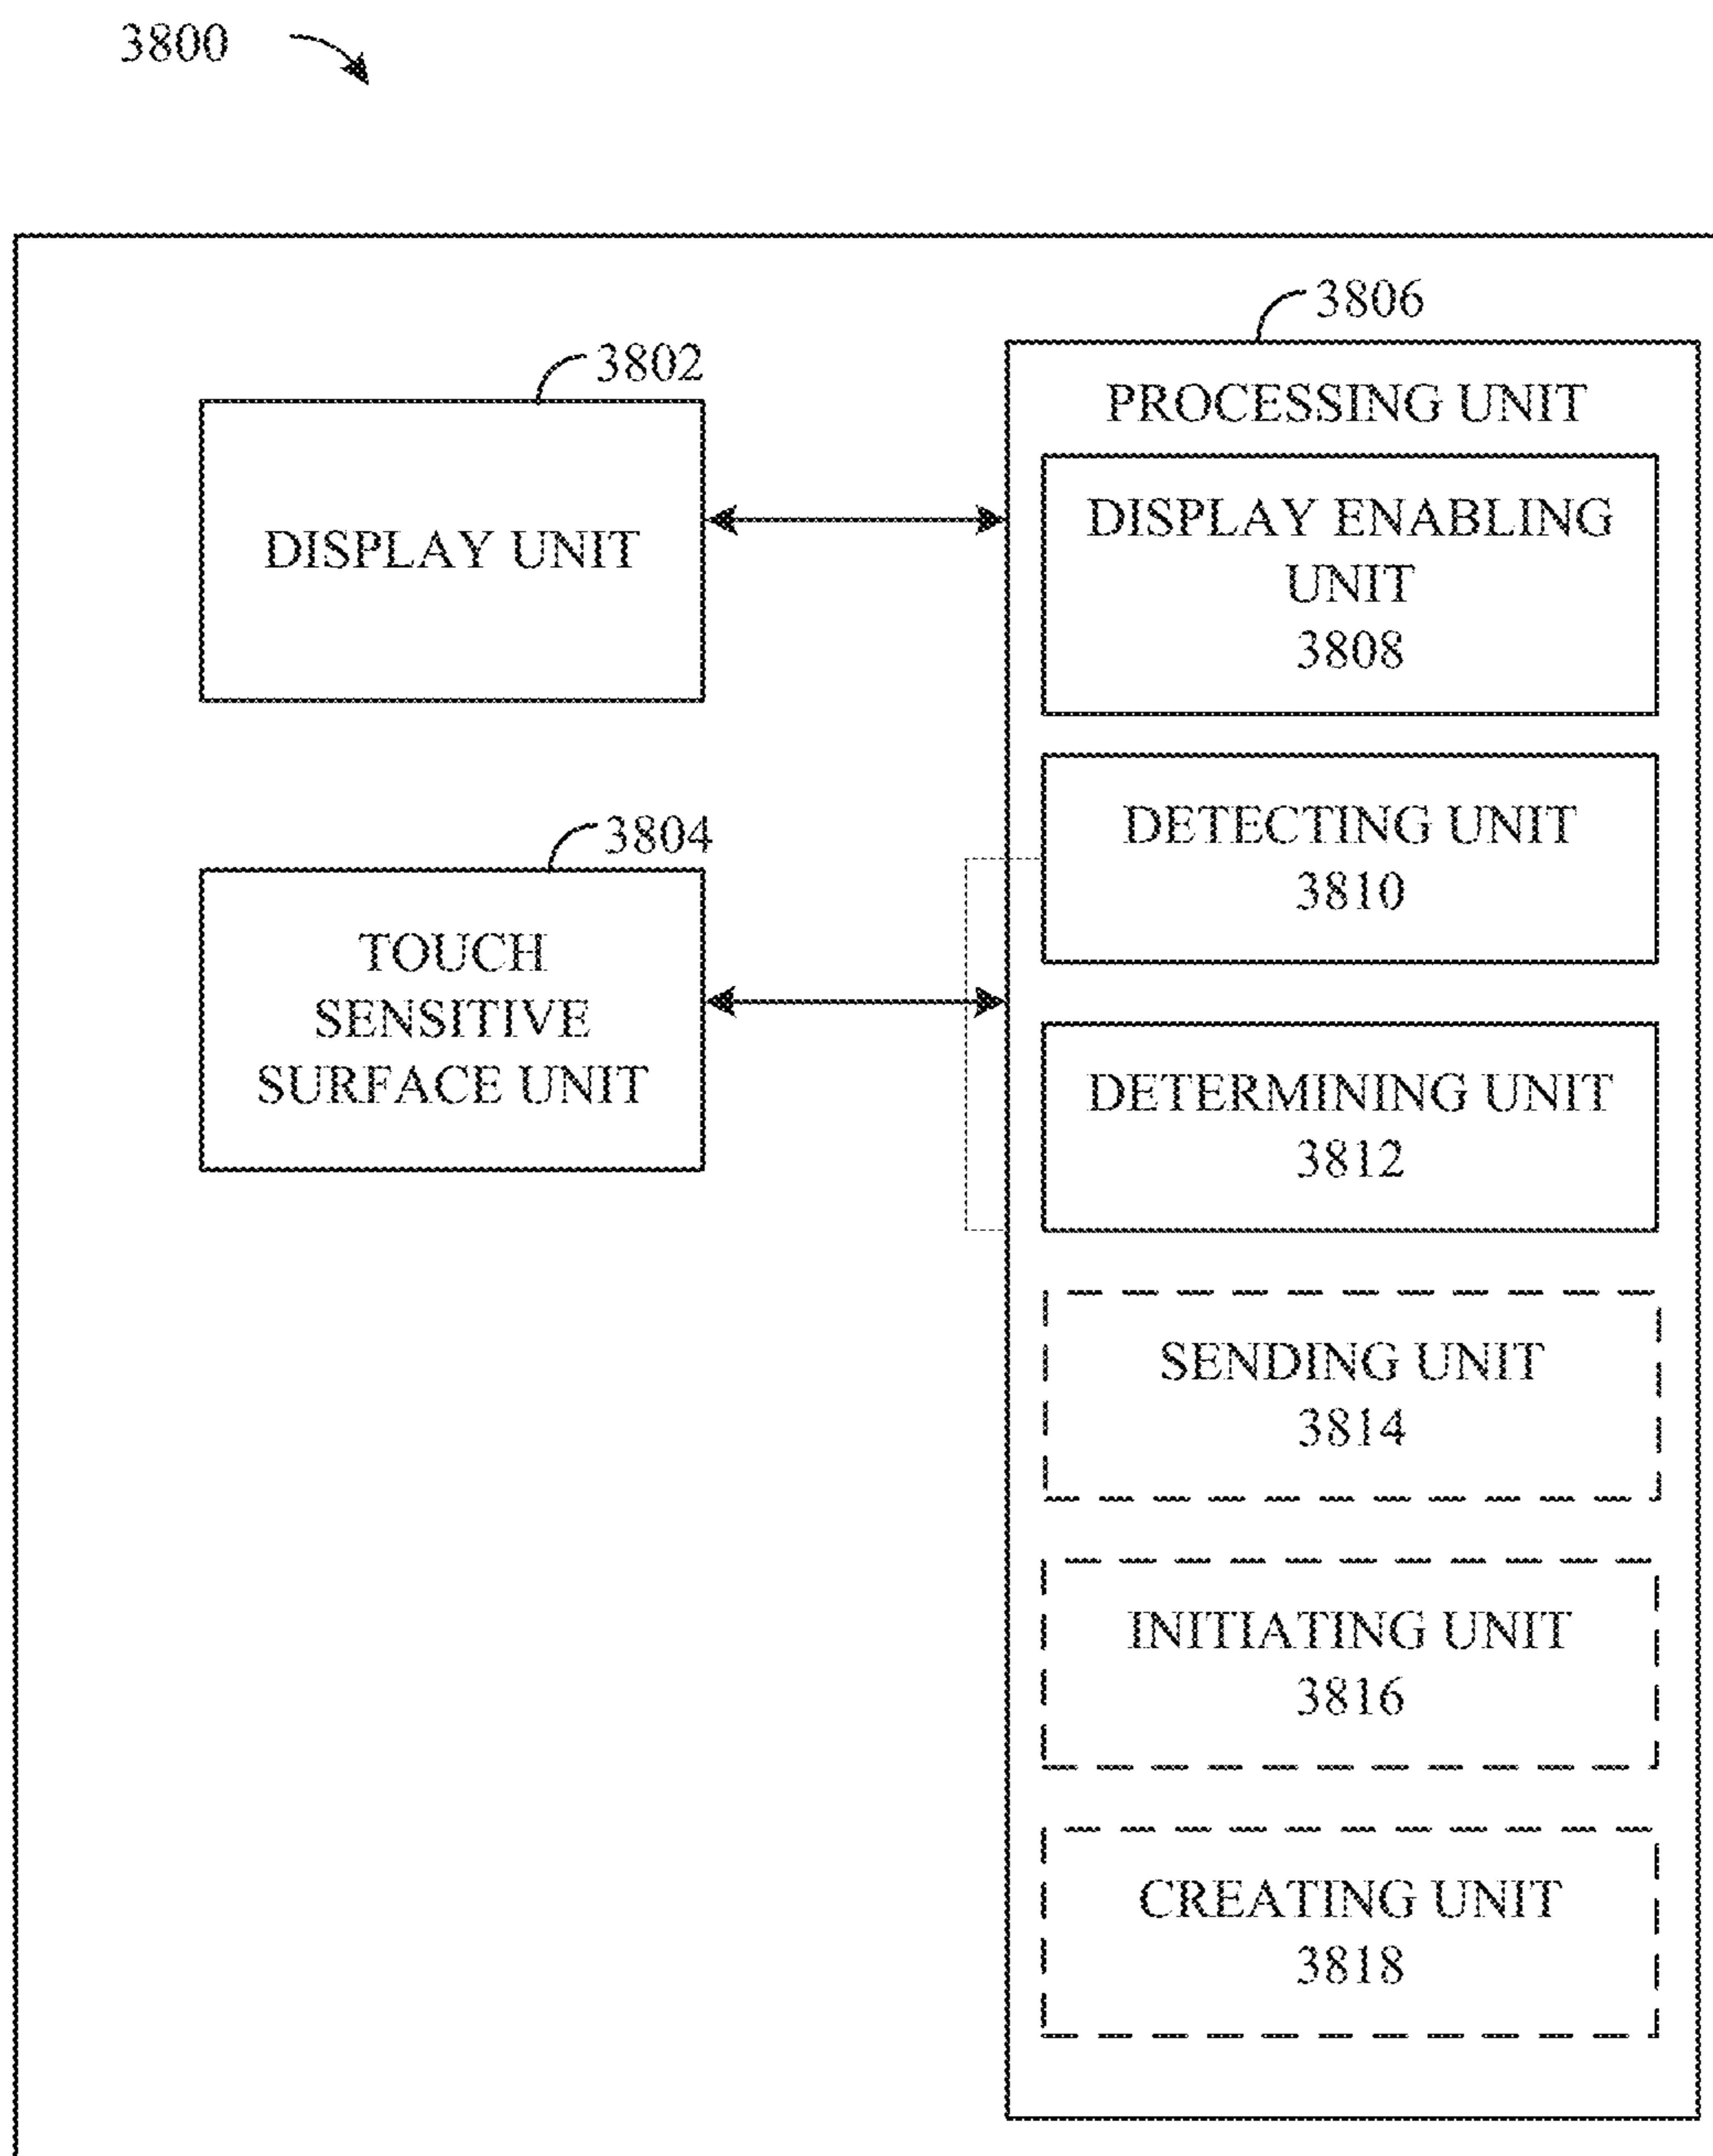 3800
3802
DISPLAY UNIT
3804
TOUCH
SENSITIVE
SURFACE UNIT
3806
PROCESSING UNIT
DISPLAY ENABLING
UNIT
3808
DETECTING UNIT
3810
DETERMINING UNIT
3812
SENDING UNIT
3814
INITIATING UNIT
3816
CREATING UNIT
3818